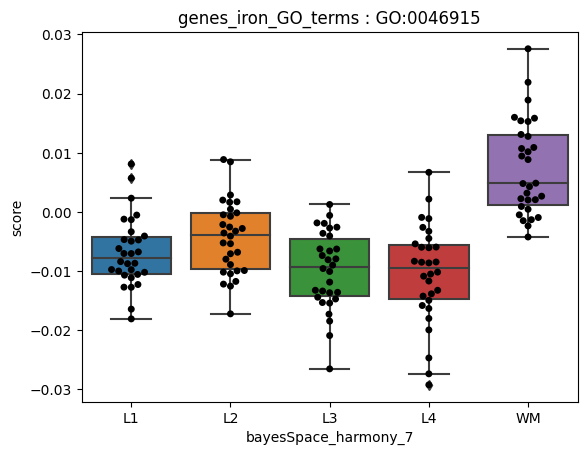 genes_iron_GO_terms : GO:0046915
0.03
0.02
0.01
0.00
−0.01
−0.02
−0.03
score
L1 L2 L3 L4 WM
bayesSpace_harmony_7